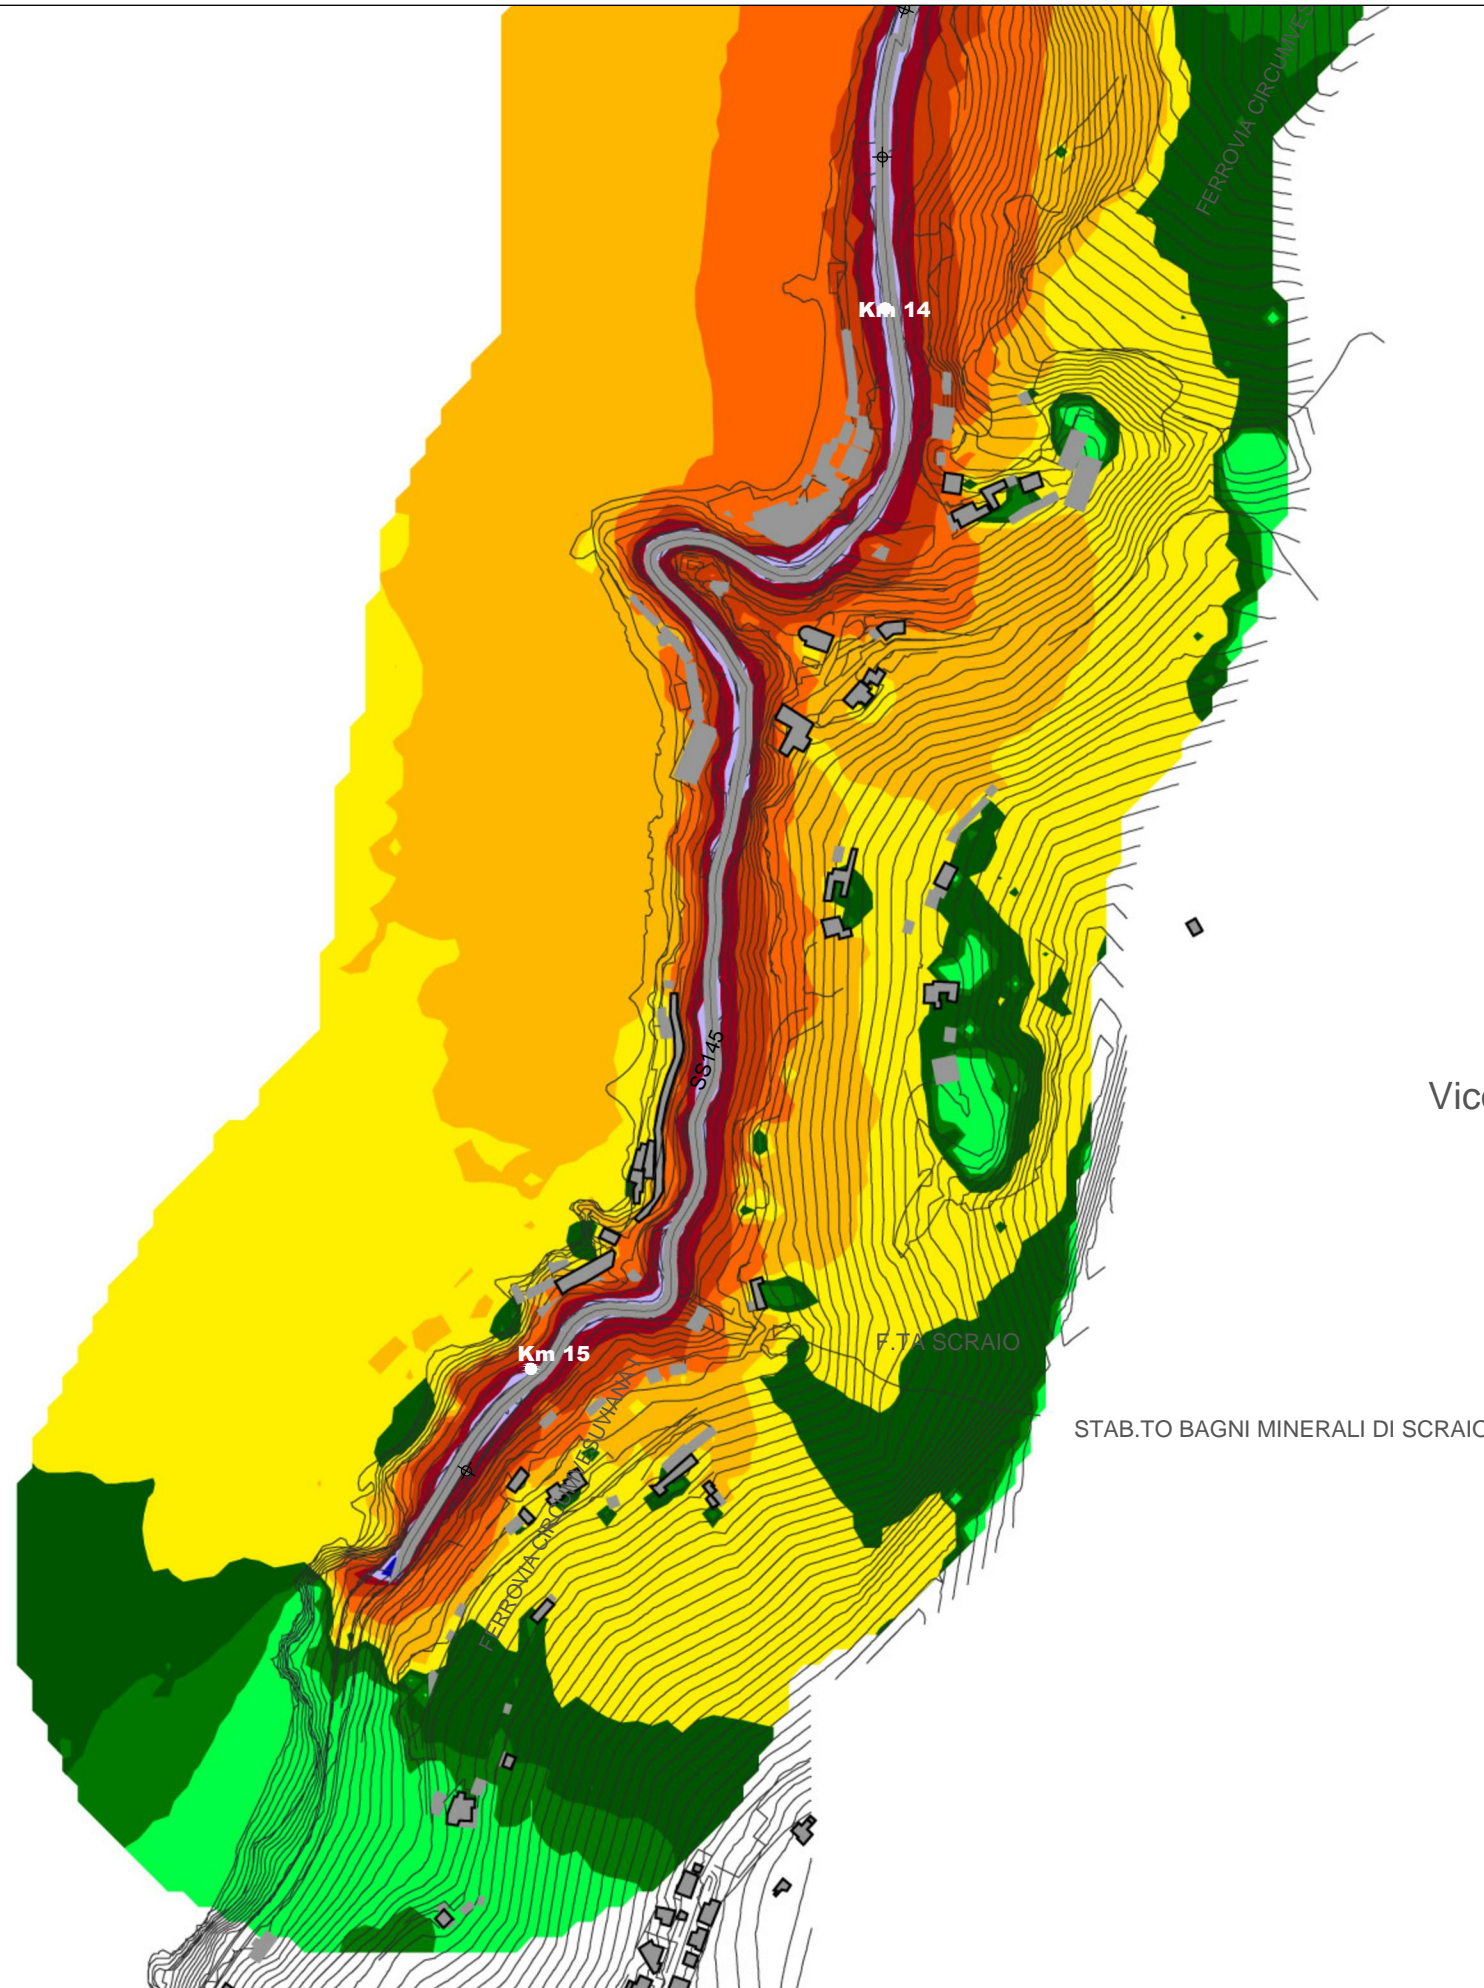 FERROVIA CIRCUMVES
Km 14
SS145
Vic
F.TA SCRAIO
Km 15
STAB.TO BAGNI MINERALI DI SCRAIO
FERROVIA CIRCUMVESUVIANA